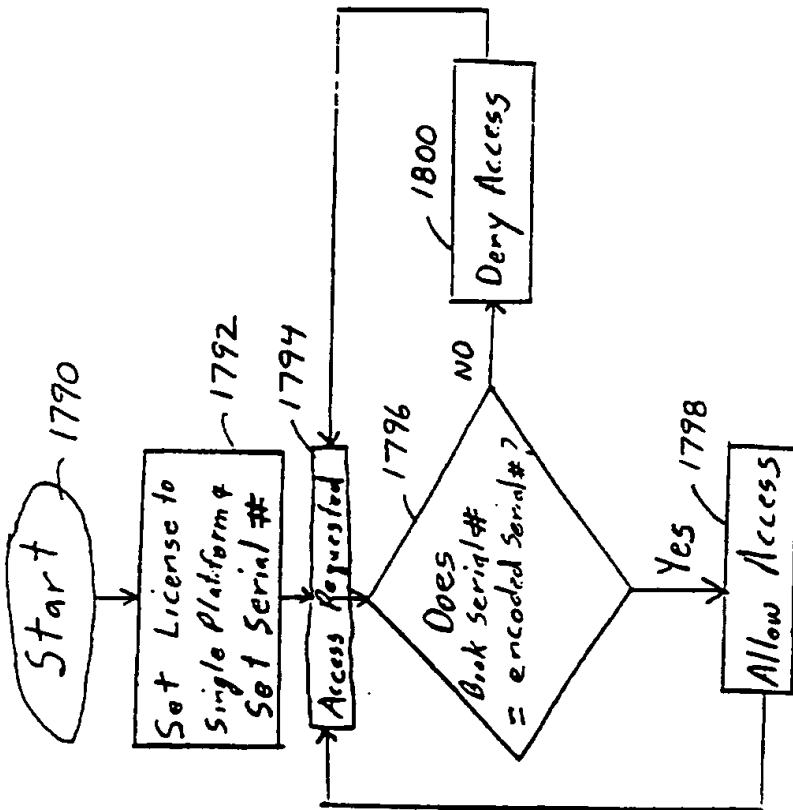 Start
1790
Set License to
Single Platform &
Set Serial #
1792
Access Requested
1794
Does
Book Serial#
= encoded Serial#?
1796
NO
Deny Access
1800
Yes
Allow Access
1798